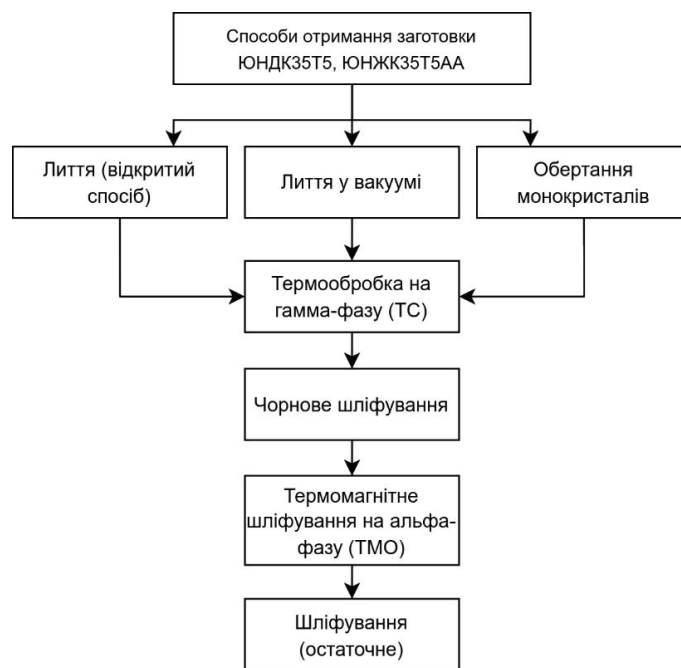 Способи отримання заготовки
ЮНДК35Т5, ЮНЖК35Т5АА
Лиття (відкритий
спосіб)
Лиття у вакуумі
Обертання
монокристалів
Термообробка на
гамма-фазу (ТС)
Чорнове шліфування
Термомагнітне
шліфування на альфа-
фазу (ТМО)
Шліфування
(остаточне)